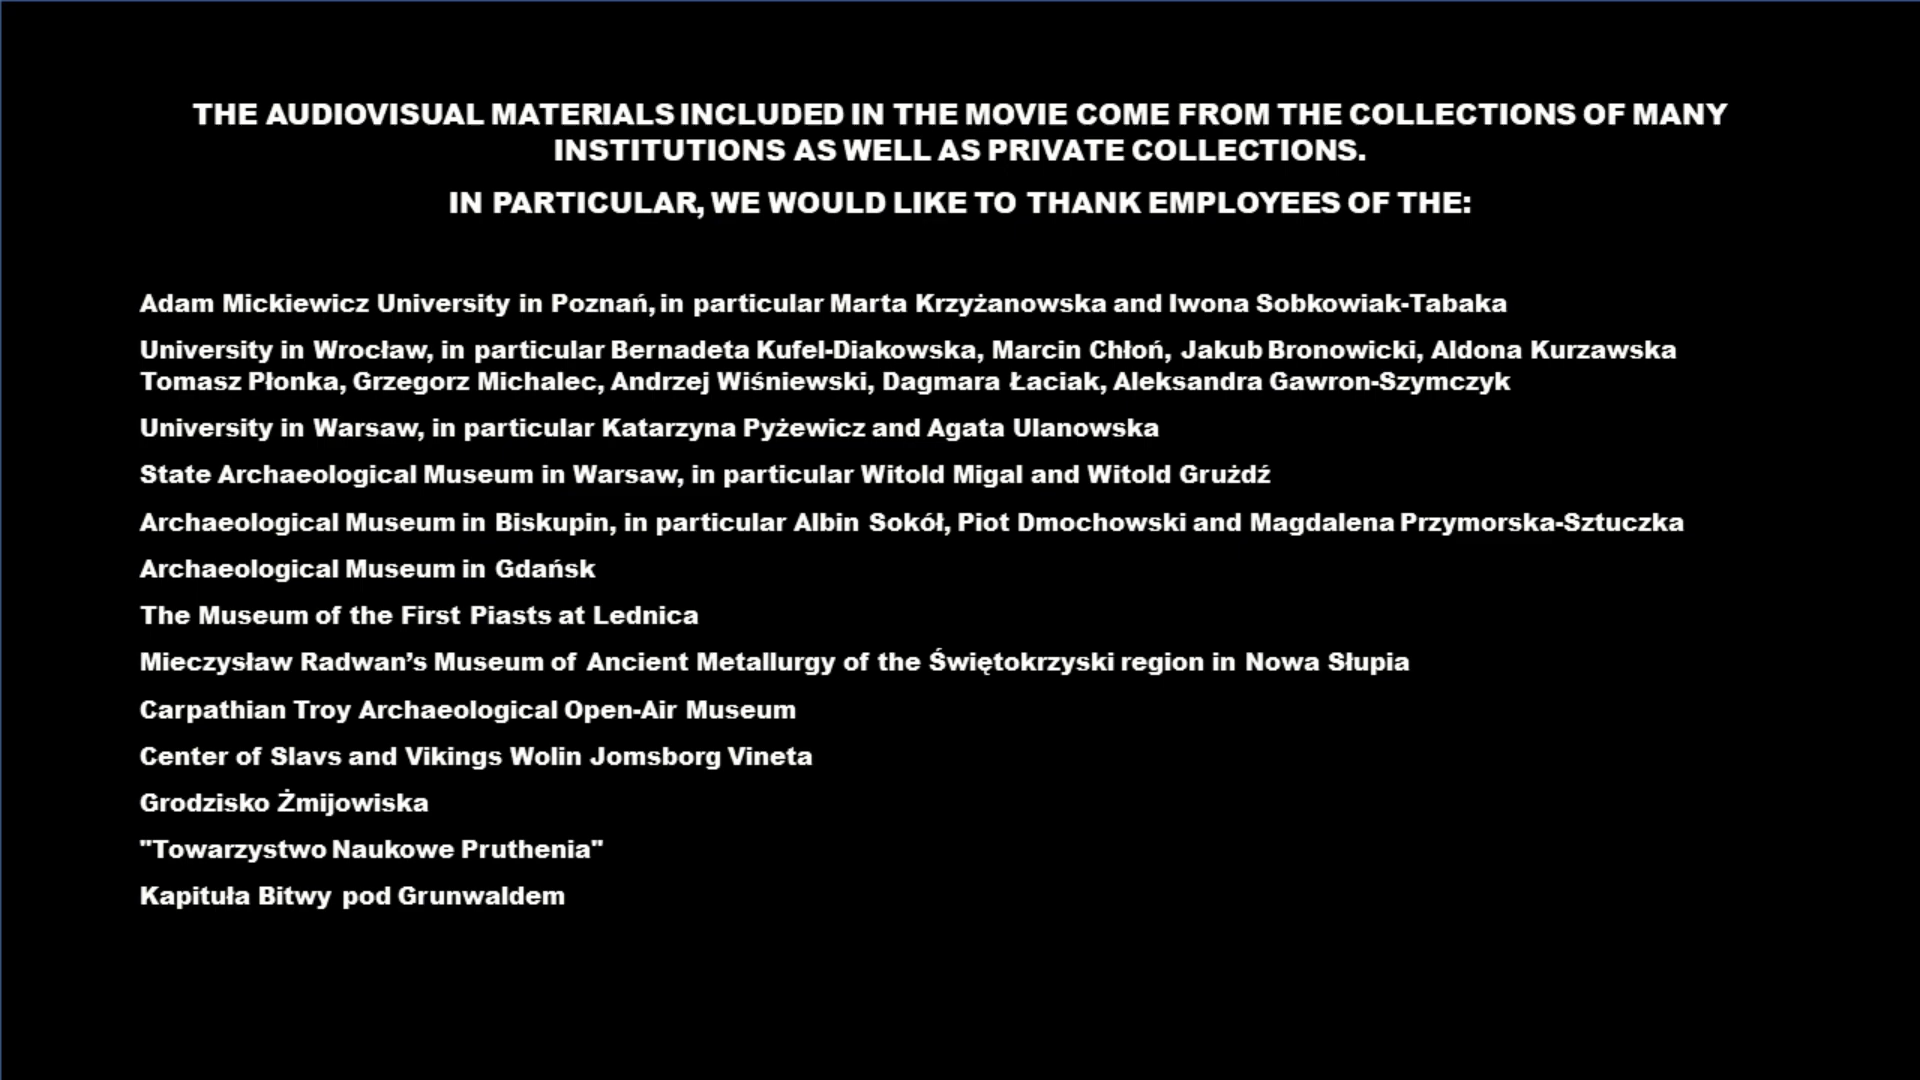 THE AUDIOVISUAL MATERIALS INCLUDED IN THE MOVIE COME FROM THE COLLECTIONS OF MANY
INSTITUTIONS AS WELL AS PRIVATE COLLECTIONS.
IN PARTICULAR, WE WOULD LIKE TO THANK EMPLOYEES OF THE:
Adam Mickiewicz University in Poznań, in particular Marta Krzyżanowska and Iwona Sobkowiak-Tabaka
University in Wrocław, in particular Bernadeta Kufel-Diakowska, Marcin Chłoń, Jakub Bronowicki, Aldona Kurzawska
Tomasz Płonka, Grzegorz Michalec, Andrzej Wiśniewski, Dagmara Łaciak, Aleksandra Gawron-Szymczyk
University in Warsaw, in particular Katarzyna Pyżewicz and Agata Ulanowska
State Archaeological Museum in Warsaw, in particular Witold Migal and Witold Grużdź
Archaeological Museum in Biskupin, in particular Albin Sokół, Piot Dmochowski and Magdalena Przymorska-Sztuczka
Archaeological Museum in Gdańsk
The Museum of the First Piasts at Lednica
Mieczysław Radwan’s Museum of Ancient Metallurgy of the Świętokrzyski region in Nowa Słupia
Carpathian Troy Archaeological Open-Air Museum
Center of Slavs and Vikings Wolin Jomsborg Vineta
Grodzisko Żmijowiska
"Towarzystwo Naukowe Pruthenia"
Kapituła Bitwy pod Grunwaldem